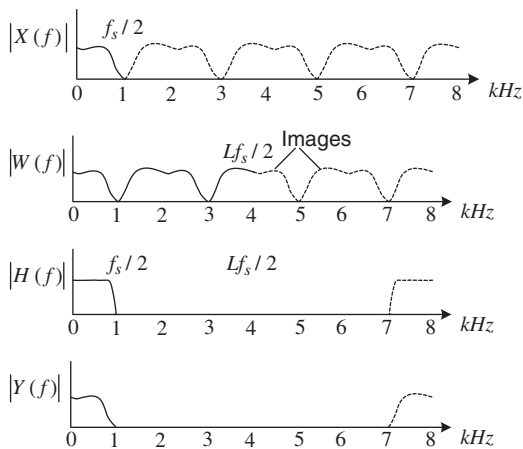 |X(f)| f_s/2
0 1 2 3 4 5 6 7 8 kHz
Images
Lf_s/2
|W(f)|
0 1 2 3 4 5 6 7 8 kHz
|H(f)| f_s/2 Lf_s/2
0 1 2 3 4 5 6 7 8 kHz
|Y(f)|
0 1 2 3 4 5 6 7 8 kHz